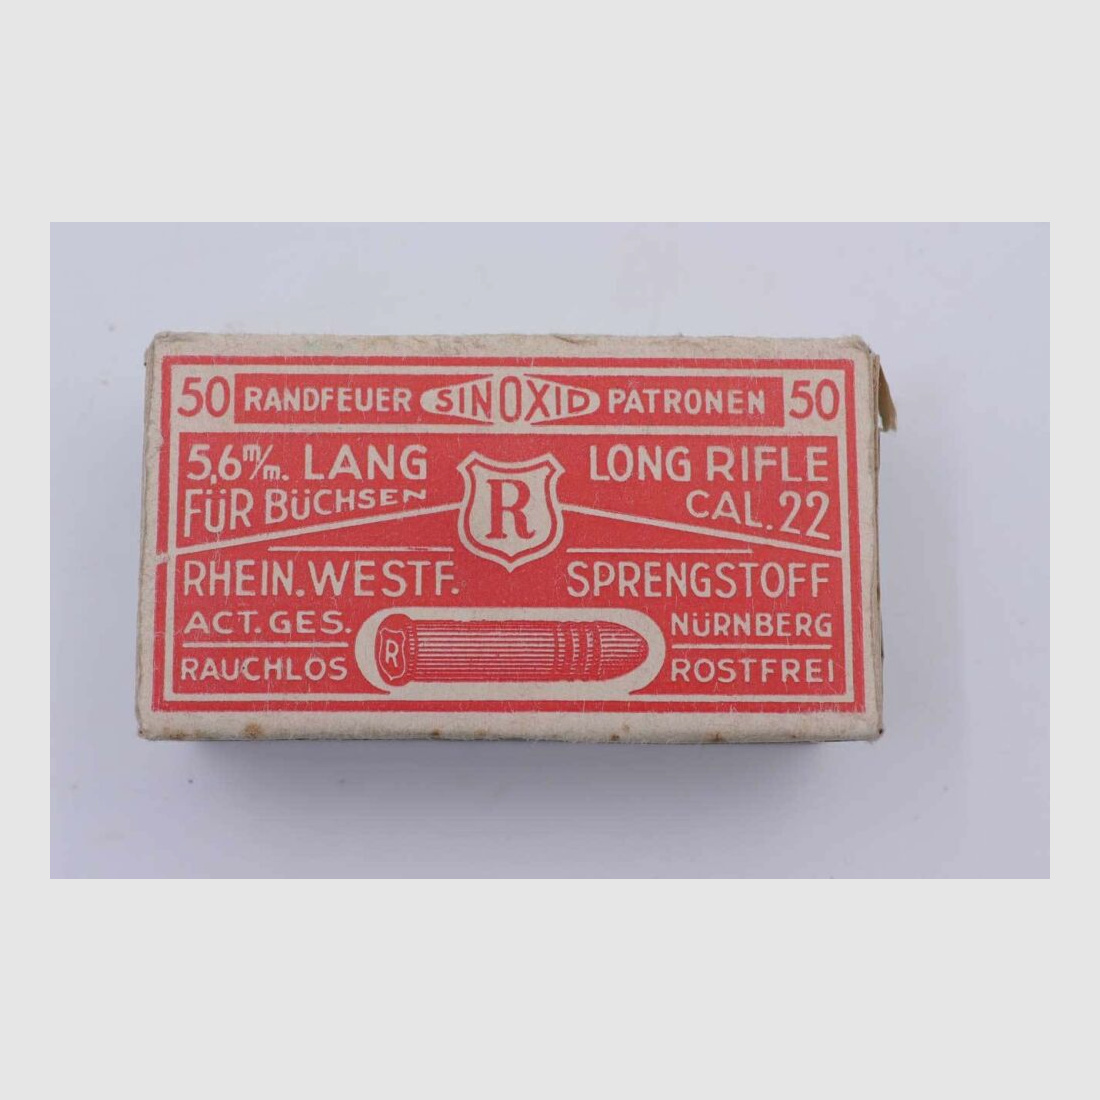 50 RANDFEUER SINOXID PATRONEN 50
5,6 m/m. LANG
FÜR BÜCHSEN
R
LONG RIFLE
CAL. 22
RHEIN. WESTF. SPRENGSTOFF
ACT. GES. NÜRNBERG
RAUCHLOS R ROSTFREI